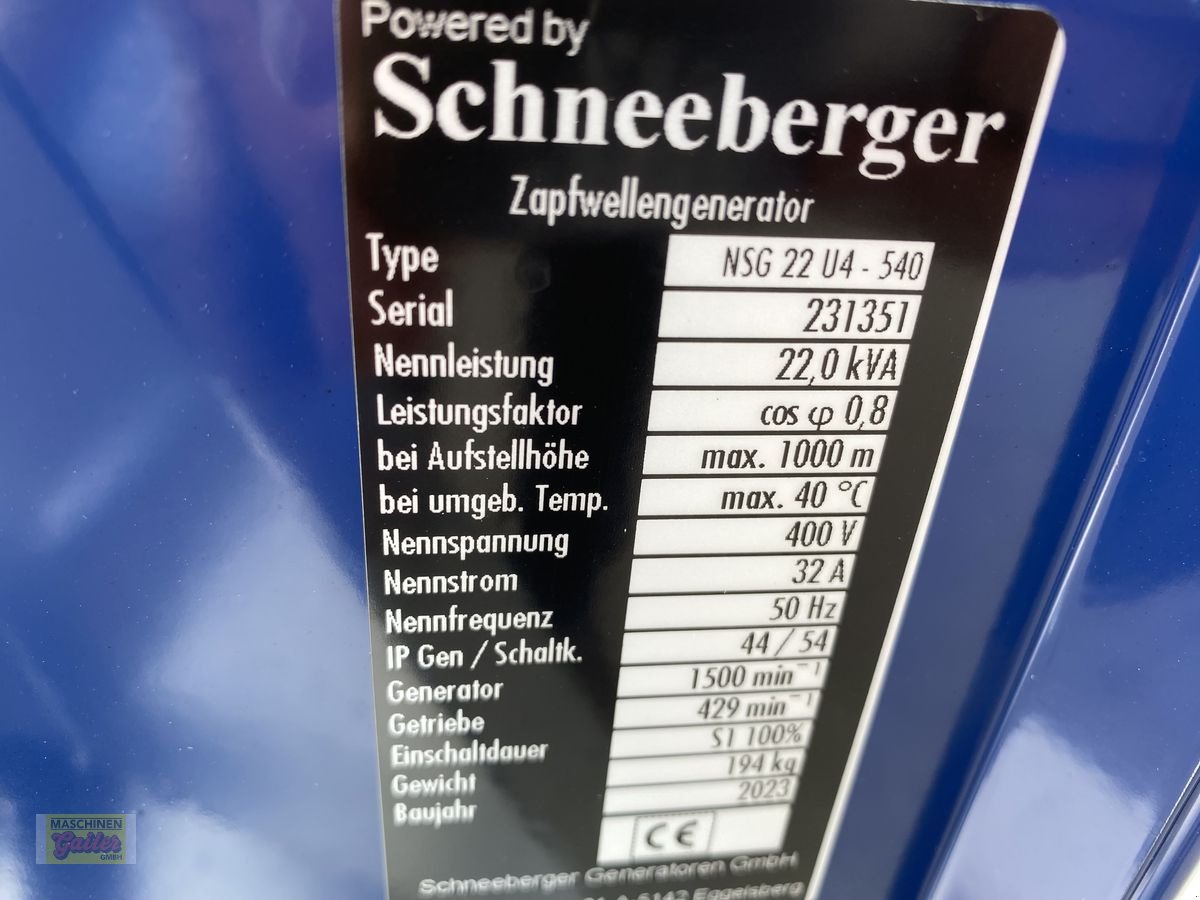 Powered by
Schneeberger
Zapfwellengenerator
Type NSG 22 U4 - 540
Serial 231351
Nennleistung 22,0 kVA
Leistungsfaktor cos φ 0,8
bei Aufstellhöhe max. 1000 m
bei umgeb. Temp. max. 40 °C
Nennspannung 400 V
Nennstrom 32 A
Nennfrequenz 50 Hz
IP Gen / Schaltk. 44 / 54
Generator 1500 min⁻¹
Getriebe 429 min⁻¹
Einschaltdauer S1 100%
Gewicht 194 kg
Baujahr 2023
CE
Schneeberger Generatoren GmbH
A-5142 Eggelsberg
MASCHINEN
Gailer
GMBH